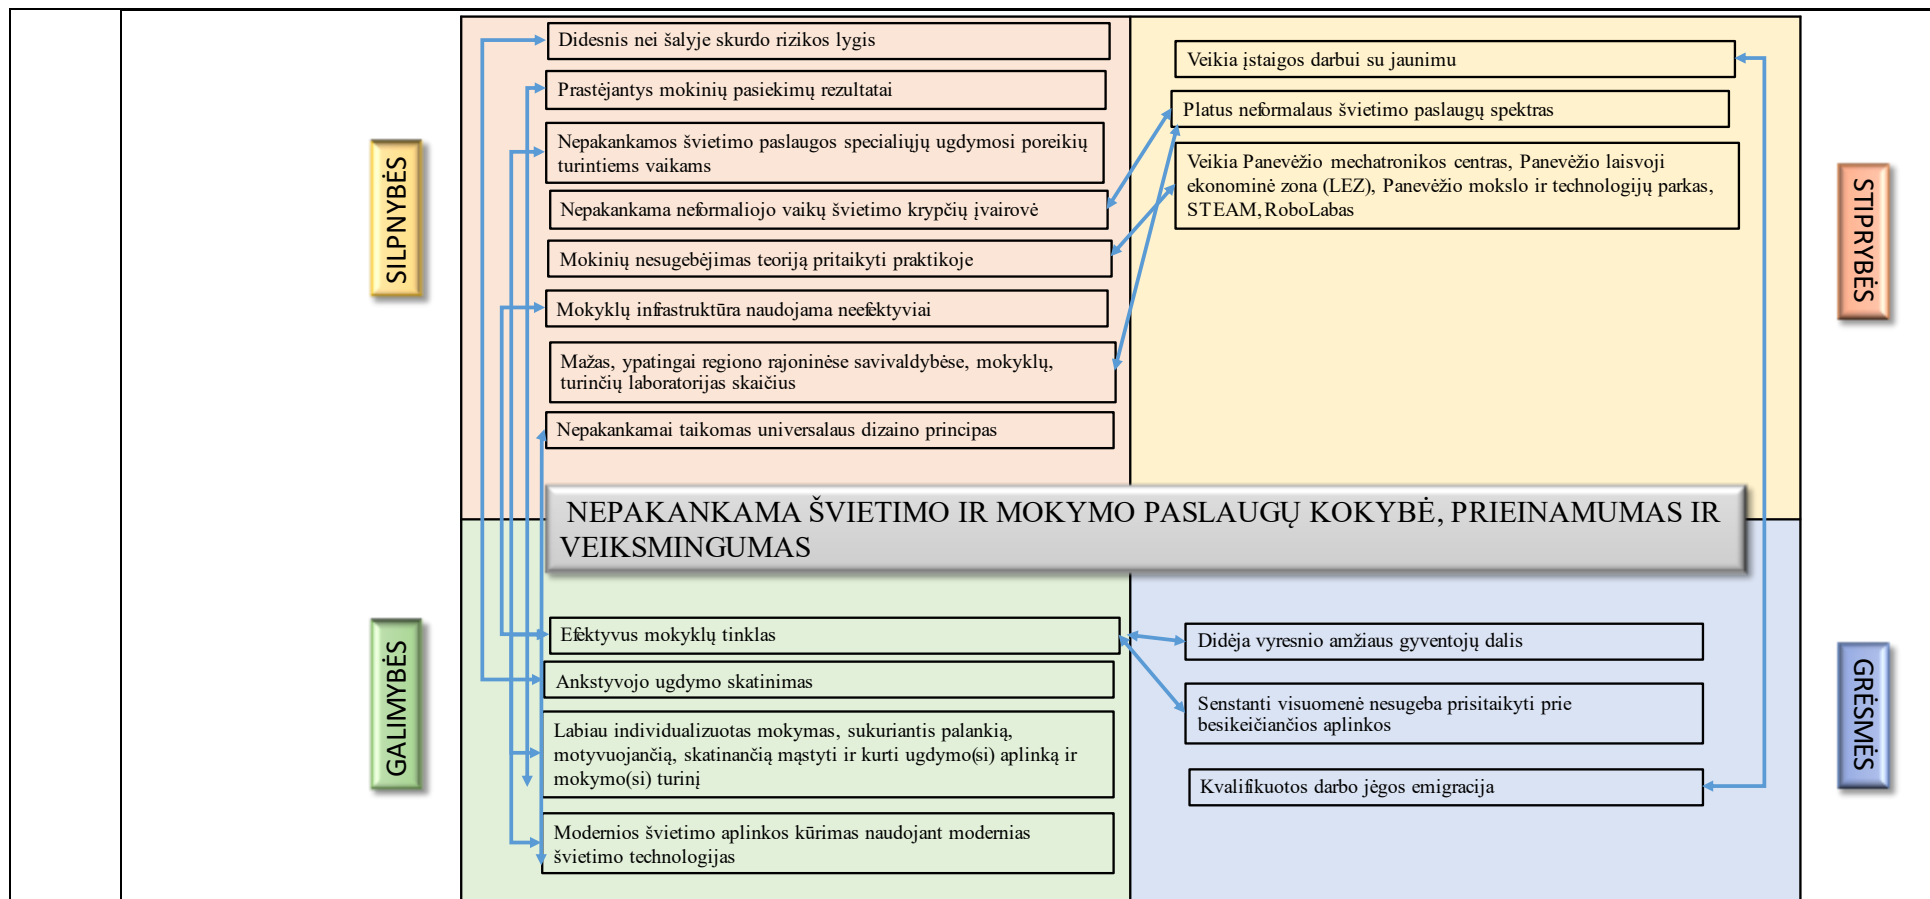 SILPNYBĖS
Didesnis nei šalyje skurdo rizikos lygis
Prastėjantys mokinių pasiekimų rezultatai
Nepakankamos švietimo paslaugos specialiųjų ugdymosi poreikių
turintiems vaikams
Nepakankama neformaliojo vaikų švietimo krypčių įvairovė
Mokinių nesugebėjimas teoriją pritaikyti praktikoje
Mokyklų infrastruktūra naudojama neefektyviai
Mažas, ypatingai regiono rajoninėse savivaldybėse, mokyklų,
turinčių laboratorijas skaičius
Nepakankamai taikomas universalaus dizaino principas
Veikia įstaigos darbui su jaunimu
Platus neformalaus švietimo paslaugų spektras
Veikia Panevėžio mechatronikos centras, Panevėžio laisvoji
ekonominė zona (LEZ), Panevėžio mokslo ir technologijų parkas,
STEAM, RoboLabas
STIPRYBĖS
NEPAKANKAMA ŠVIETIMO IR MOKYMO PASLAUGŲ KOKYBĖ, PRIEINAMUMAS IR
VEIKSMINGUMAS
GALIMYBĖS
Efektyvus mokyklų tinklas
Ankstyvojo ugdymo skatinimas
Labiau individualizuotas mokymas, sukuriantis palankią,
motyvuojančią, skatinančią mąstyti ir kurti ugdymo(si) aplinką ir
mokymo(si) turinį
Modernios švietimo aplinkos kūrimas naudojant modernias
švietimo technologijas
Didėja vyresnio amžiaus gyventojų dalis
Senstanti visuomenė nesugeba prisitaikyti prie
besikeičiančios aplinkos
Kvalifikuotos darbo jėgos emigracija
GRĖSMĖS